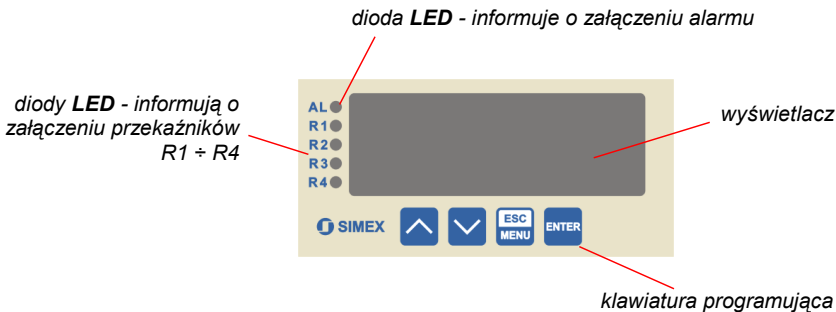 dioda LED - informuje o załączeniu alarmu
diody LED - informują o
załączeniu przekaźników
R1 ÷ R4
AL
R1
R2
R3
R4
wyświetlacz
SIMEX
ESC
MENU
ENTER
klawiatura programująca